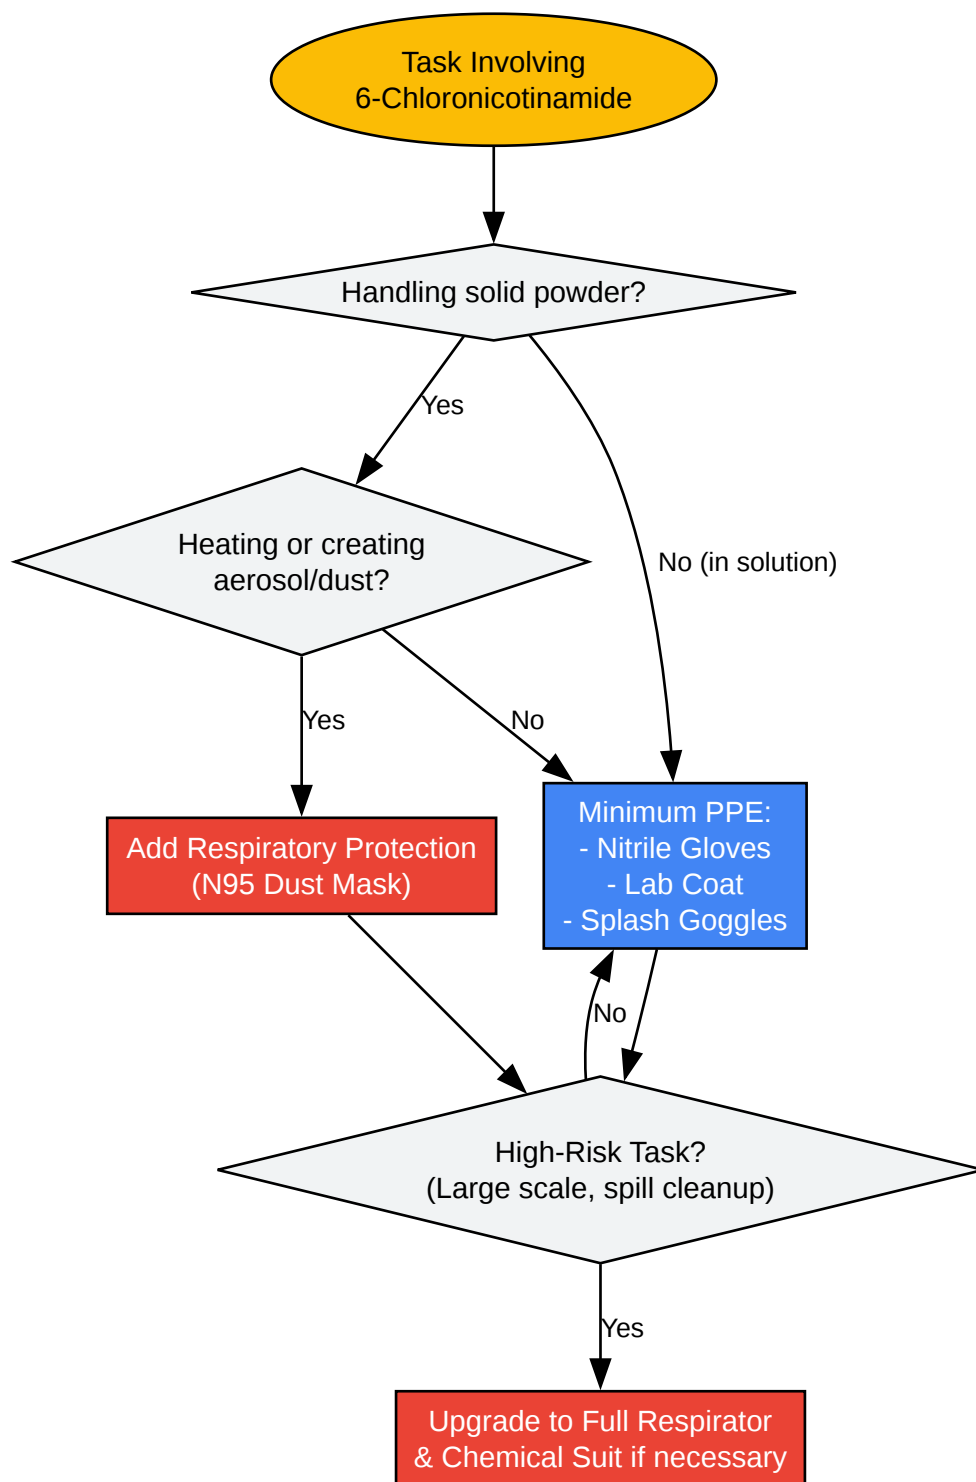 Task Involving
6-Chloronicotinamide
Handling solid powder?
Yes
Heating or creating
aerosol/dust?
No (in solution)
Yes
No
Minimum PPE:
- Nitrile Gloves
- Lab Coat
- Splash Goggles
Add Respiratory Protection
(N95 Dust Mask)
No
High-Risk Task?
(Large scale, spill cleanup)
Yes
Upgrade to Full Respirator
& Chemical Suit if necessary